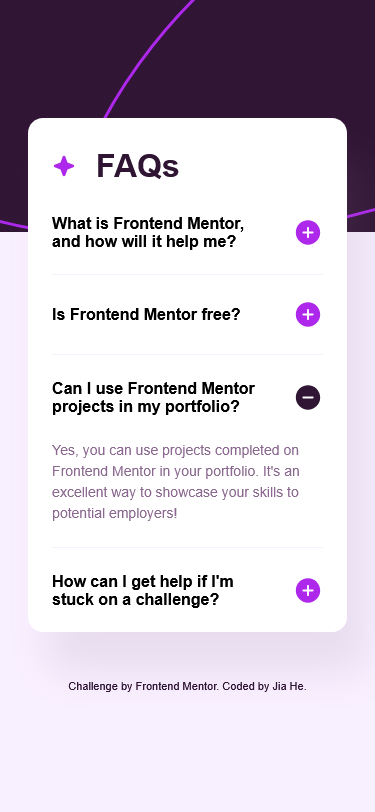 FAQs
What is Frontend Mentor,
and how will it help me?
Is Frontend Mentor free?
Can I use Frontend Mentor
projects in my portfolio?
Yes, you can use projects completed on
Frontend Mentor in your portfolio. It's an
excellent way to showcase your skills to
potential employers!
How can I get help if I'm
stuck on a challenge?
Challenge by Frontend Mentor. Coded by Jia He.